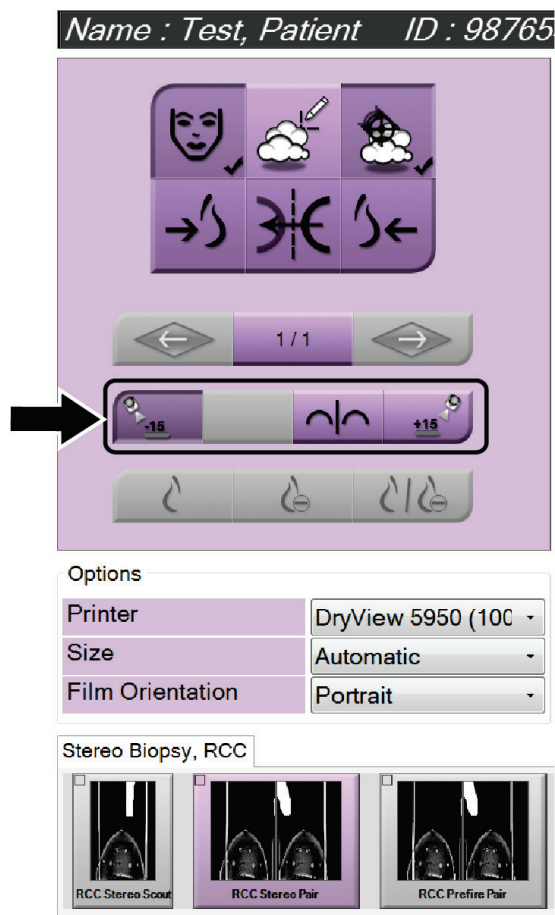 Name : Test, Patient ID : 98765
1 / 1
-15 +15
Options
Printer DryView 5950 (100
Size Automatic
Film Orientation Portrait
Stereo Biopsy, RCC
RCC Stereo Scout RCC Stereo Pair RCC Prefire Pair